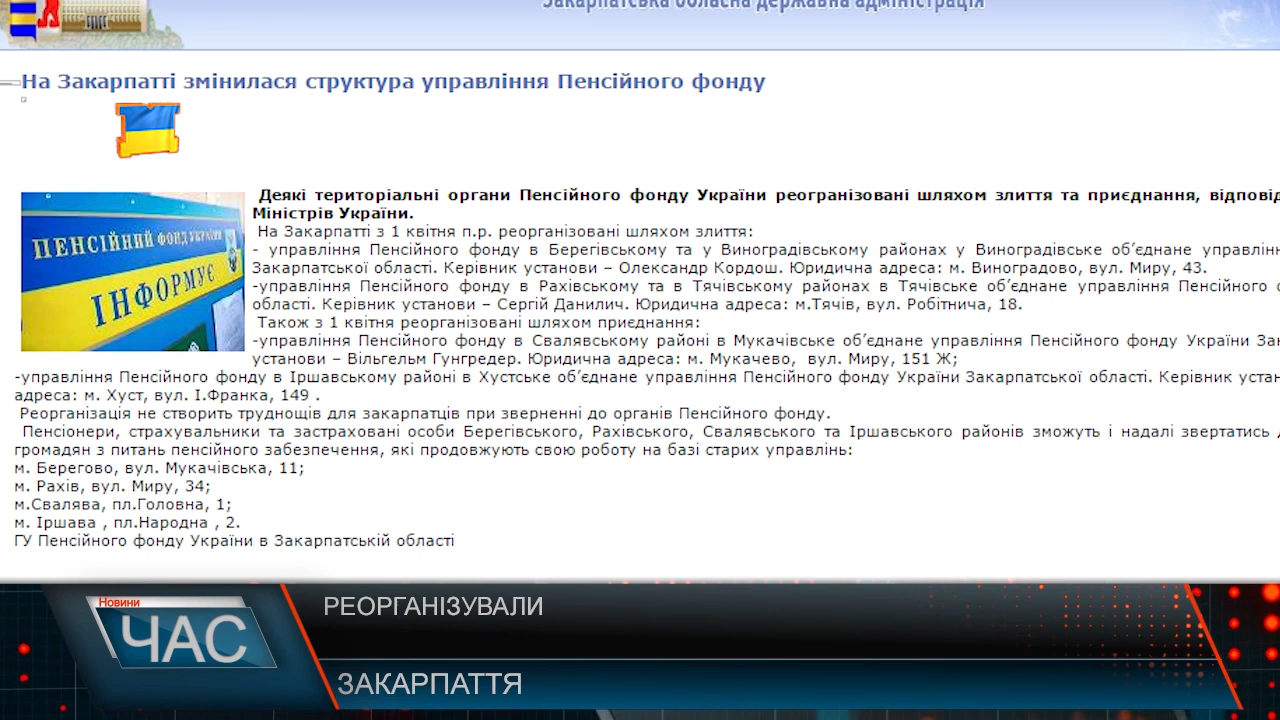 Закарпатська обласна державна адміністрація
На Закарпатті змінилася структура управління Пенсійного фонду
Деякі територіальні органи Пенсійного фонду України реогранізовані шляхом злиття та приєднання, відповід
Міністрів України.
На Закарпатті з 1 квітня п.р. реорганізовані шляхом злиття:
- управління Пенсійного фонду в Берегівському та у Виноградівському районах у Виноградівське об’єднане управлінн
Закарпатської області. Керівник установи – Олександр Кордош. Юридична адреса: м. Виноградово, вул. Миру, 43.
-управління Пенсійного фонду в Рахівському та в Тячівському районах в Тячівське об’єднане управління Пенсійного ф
області. Керівник установи – Сергій Данилич. Юридична адреса: м.Тячів, вул. Робітнича, 18.
Також з 1 квітня реорганізовані шляхом приєднання:
-управління Пенсійного фонду в Свалявському районі в Мукачівське об’єднане управління Пенсійного фонду України Зак
установи – Вільгельм Гунгредер. Юридична адреса: м. Мукачево, вул. Миру, 151 Ж;
-управління Пенсійного фонду в Іршавському районі в Хустське об’єднане управління Пенсійного фонду України Закарпатської області. Керівник устан
адреса: м. Хуст, вул. І.Франка, 149 .
Реорганізація не створить труднощів для закарпатців при зверненні до органів Пенсійного фонду.
Пенсіонери, страхувальники та застраховані особи Берегівського, Рахівського, Свалявського та Іршавського районів зможуть і надалі звертатись д
громадян з питань пенсійного забезпечення, які продовжують свою роботу на базі старих управлінь:
м. Берегово, вул. Мукачівська, 11;
м. Рахів, вул. Миру, 34;
м.Свалява, пл.Головна, 1;
м. Іршава , пл.Народна , 2.
ГУ Пенсійного фонду України в Закарпатській області
ПЕНСІЙНИЙ ФОНД УКРАЇНИ
ІНФОРМУЄ
Новини
ЧАС
РЕОРГАНІЗУВАЛИ
ЗАКАРПАТТЯ